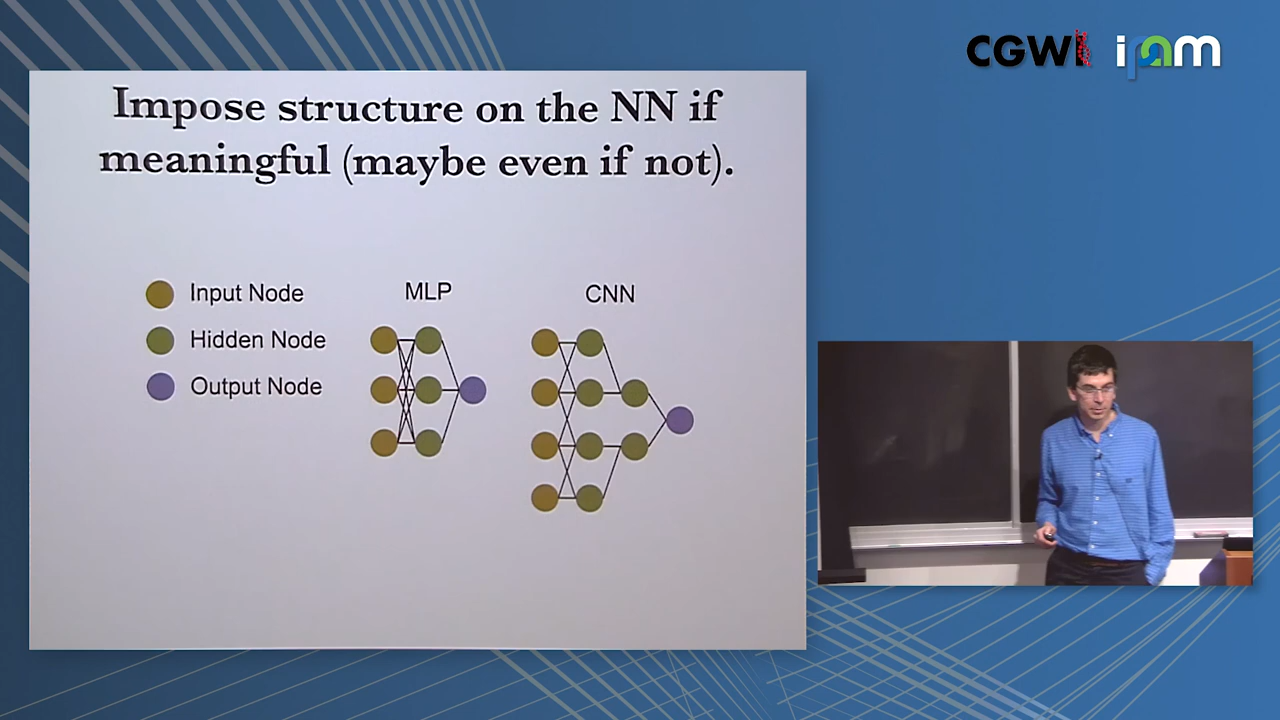 CGWI ipam
Impose structure on the NN if
meaningful (maybe even if not).
Input Node
MLP
CNN
Hidden Node
Output Node